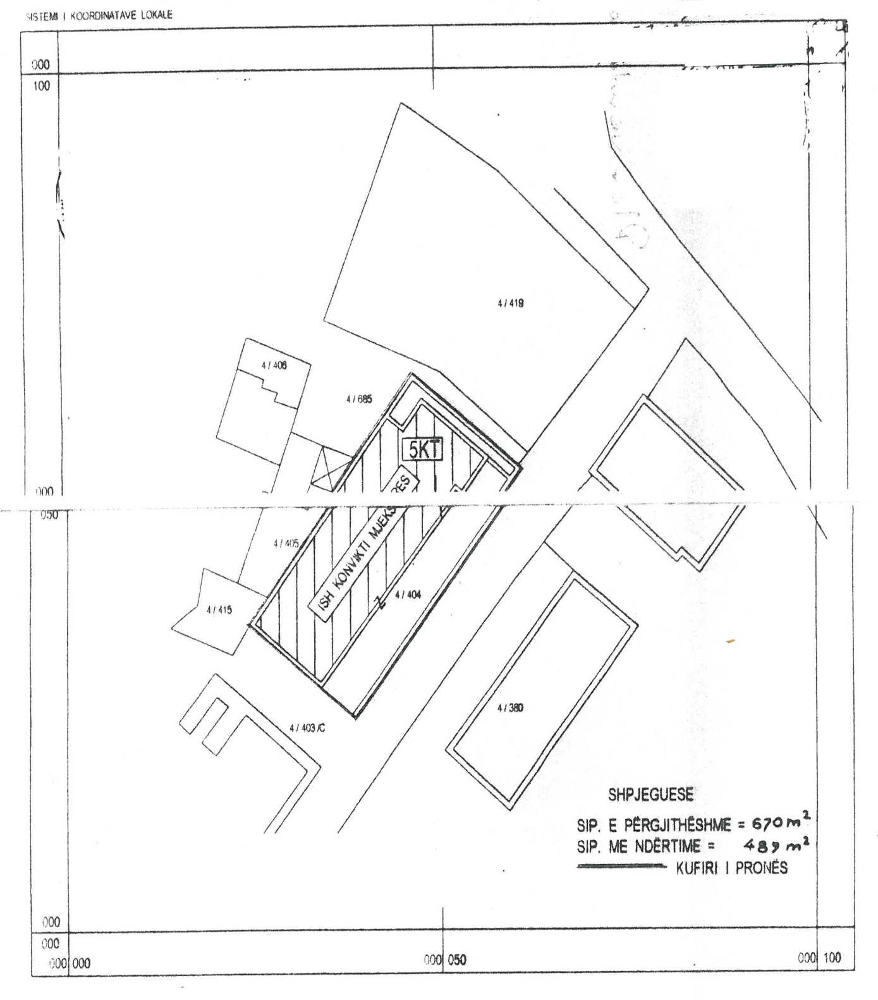 SISTEMI I KOORDINATAVE LOKALE
000
100
4 / 419
4 / 406
4 / 685
5KT
000
050
ISH KONVIKTI MJEKS
RES
4 / 405
4 / 404
4 / 415
4 / 380
4 / 403 /C
SHPJEGUESE
SIP. E PËRGJITHËSHME = 670 m²
SIP. ME NDËRTIME = 489 m²
KUFIRI I PRONËS
000
000
000 000
000 050
000 100